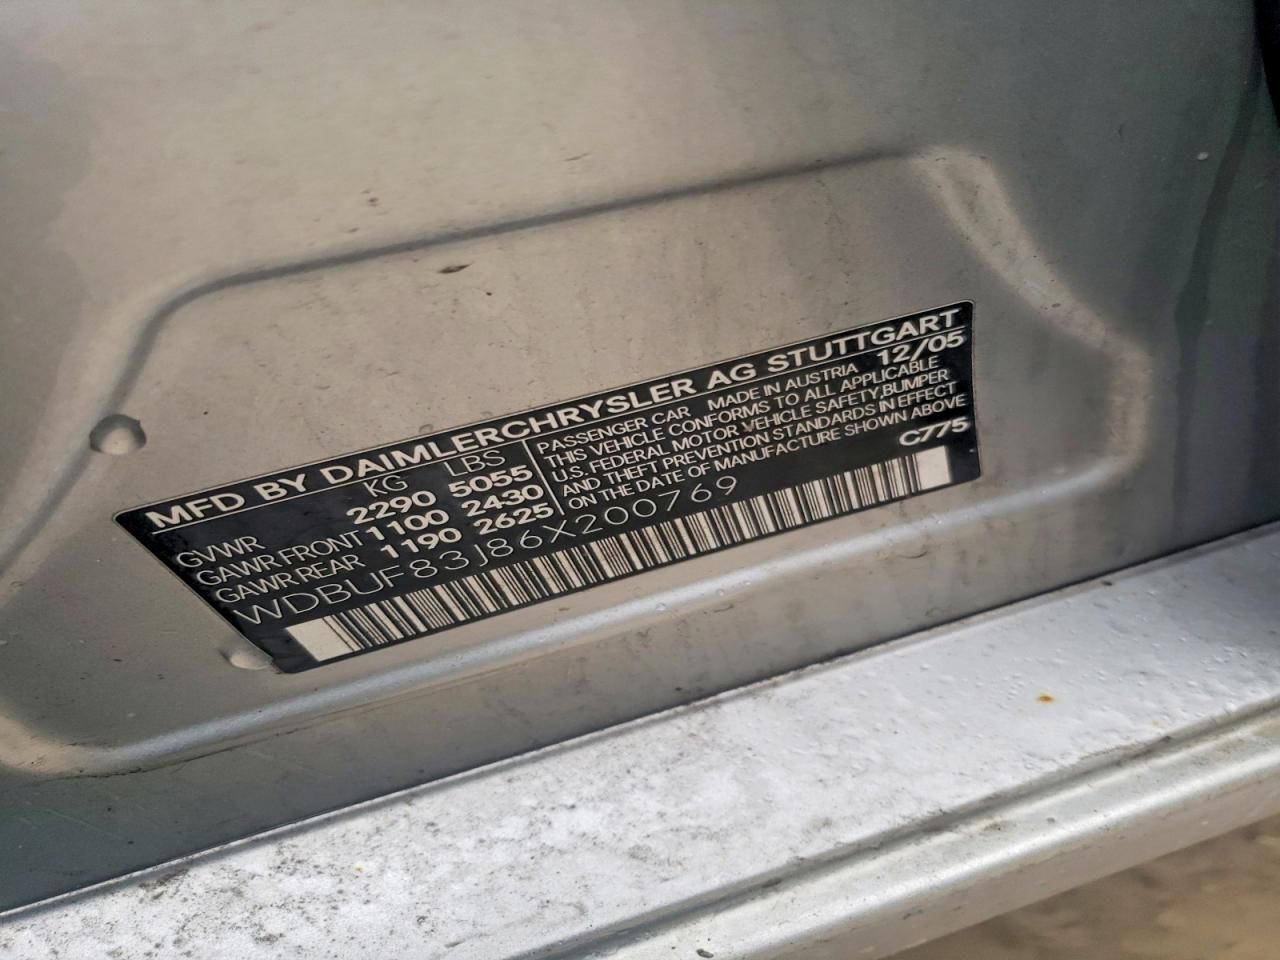 MFD BY DAIMLERCHRYSLER AG STUTTGART
KG LBS
GVWR 2290 5055
GAWR FRONT 1100 2430
GAWR REAR 1190 2625
PASSENGER CAR MADE IN AUSTRIA 12/05
THIS VEHICLE CONFORMS TO ALL APPLICABLE
U.S. FEDERAL MOTOR VEHICLE SAFETY,BUMPER
AND THEFT PREVENTION STANDARDS IN EFFECT
ON THE DATE OF MANUFACTURE SHOWN ABOVE
WDBUF83J86X200769 C775